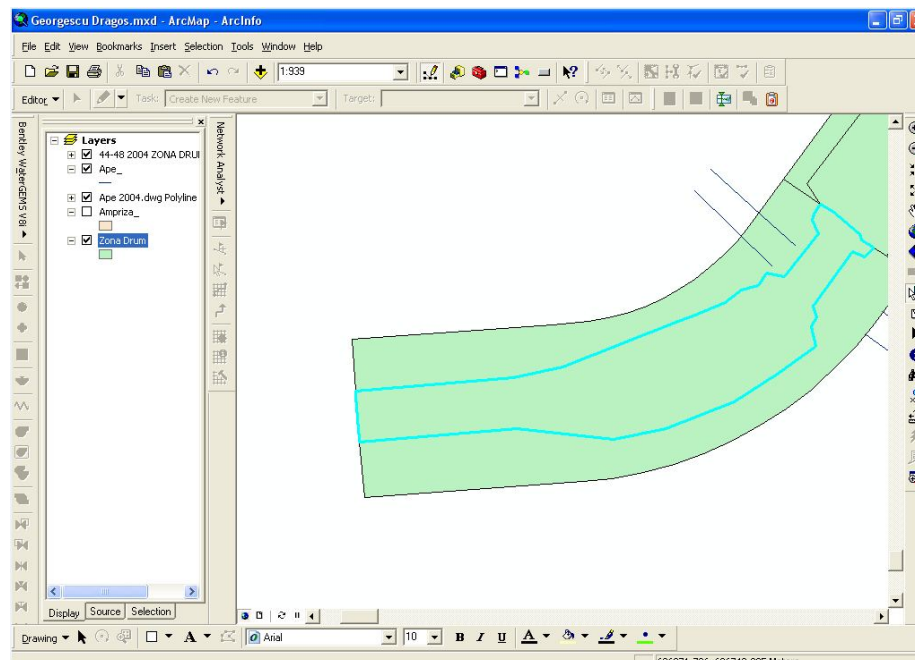 Georgescu Dragos.mxd - ArcMap - ArcInfo
File Edit View Bookmarks Insert Selection Tools Window Help
1:939
Editor Task: Create New Feature Target:
Bentley WaterGEMS V8i
Network Analyst
Layers
44-48 2004 ZONA DRUI
Ape_
Ape 2004.dwg Polyline
Ampriza_
Zona Drum
Display Source Selection
Drawing A Arial 10 B I U A